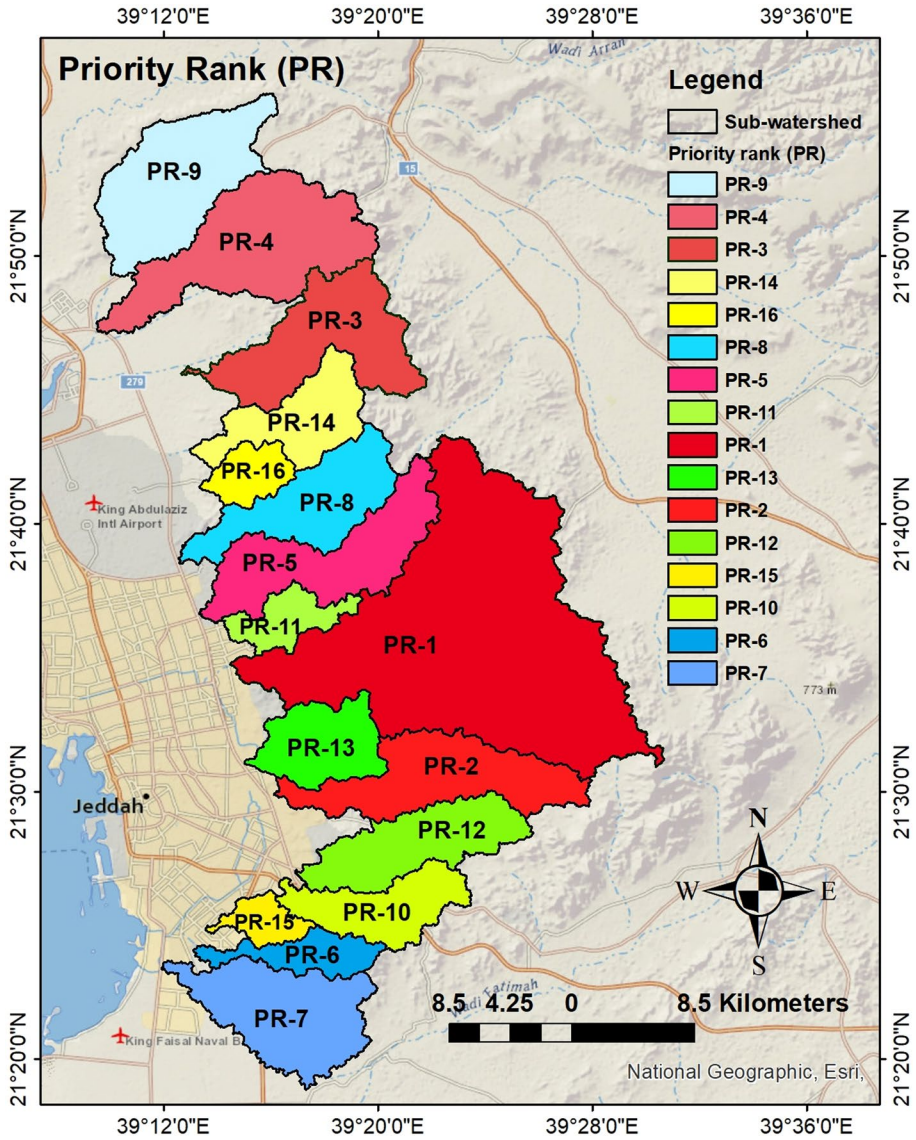 39°12'0"E 39°20'0"E 39°28'0"E 39°36'0"E
Wadi Arran
Priority Rank (PR)
Legend
Sub-watershed
Priority rank (PR)
PR-9
PR-4
PR-3
PR-14
PR-16
PR-8
PR-5
PR-11
PR-1
PR-13
PR-2
PR-12
PR-15
PR-10
PR-6
PR-7
PR-9
15
PR-4
21°50'0"N
21°50'0"N
PR-3
279
PR-14
PR-16
PR-8
King Abdulaziz
Intl Airport
21°40'0"N
21°40'0"N
PR-5
PR-11
PR-1
773 m
PR-13
PR-2
21°30'0"N
21°30'0"N
Jeddah
PR-12
PR-10
PR-15
PR-6
PR-7
N
W E
S
Wadi Fatimah
8.5 4.25 0 8.5 Kilometers
King Faisal Naval B
21°20'0"N
21°20'0"N
National Geographic, Esri,
39°12'0"E 39°20'0"E 39°28'0"E 39°36'0"E